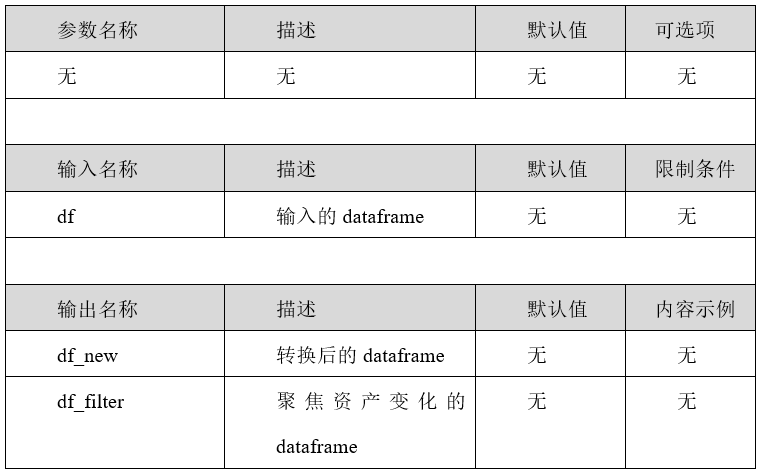 参数名称 描述 默认值 可选项
无 无 无 无
输入名称 描述 默认值 限制条件
df 输入的 dataframe 无 无
输出名称 描述 默认值 内容示例
df_new 转换后的 dataframe 无 无
df_filter 聚焦资产变化的 无 无
dataframe